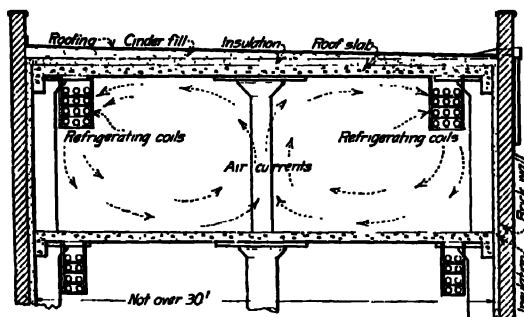 Roofing Cinder fill Insulation Roof slab
Refrigerating coils Refrigerating coils
Air currents
Not over 30'
Brick wall
Insulation